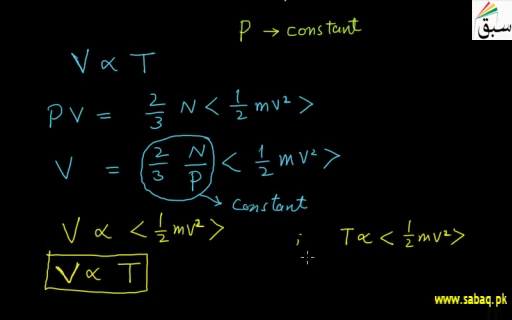 P → constant
سبق
V ∝ T
PV = 2/3 N < 1/2 mv² >
V = 2/3 N/P < 1/2 mv² >
constant
V ∝ < 1/2 mv² > ; T ∝ < 1/2 mv² >
V ∝ T
www.sabaq.pk